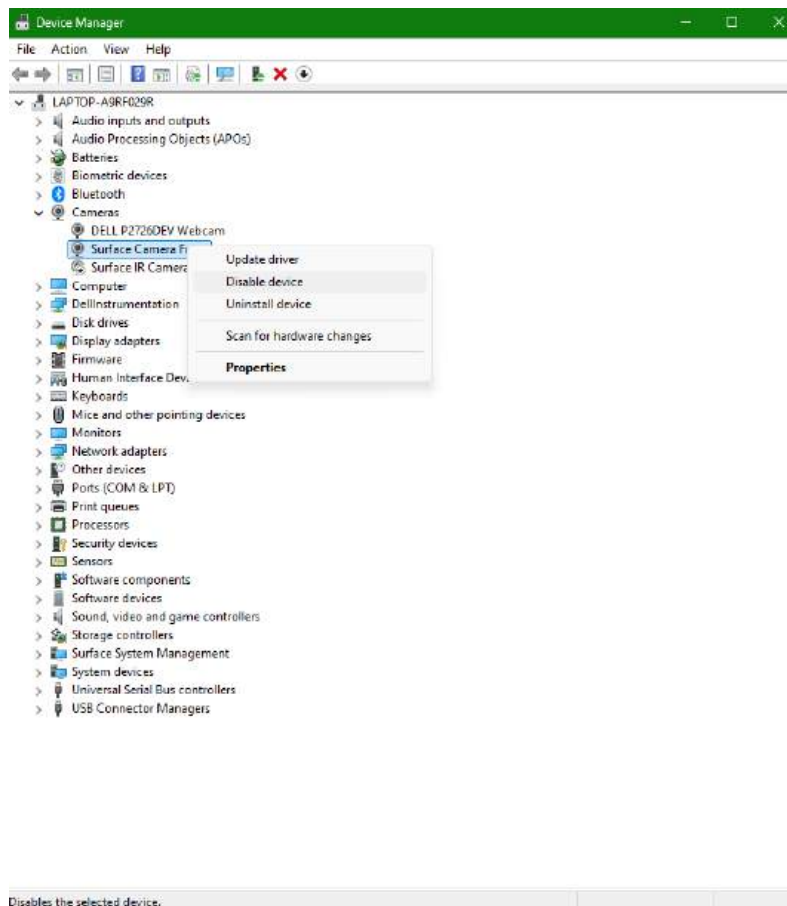 Device Manager
File Action View Help
LAPTOP-A9RF029R
Audio inputs and outputs
Audio Processing Objects (APOs)
Batteries
Biometric devices
Bluetooth
Cameras
DELL P2726DEV Webcam
Surface Camera
Update driver
Surface IR Camera
Disable device
Computer
DellInstrumentation
Uninstall device
Disk drives
Display adapters
Scan for hardware changes
Firmware
Human Interface
Properties
Keyboards
Mice and other pointing devices
Monitors
Network adapters
Other devices
Ports (COM & LPT)
Print queues
Processors
Security devices
Sensors
Software components
Software devices
Sound, video and game controllers
Storage controllers
Surface System Management
System devices
Universal Serial Bus controllers
USB Connector Managers
Disables the selected device.